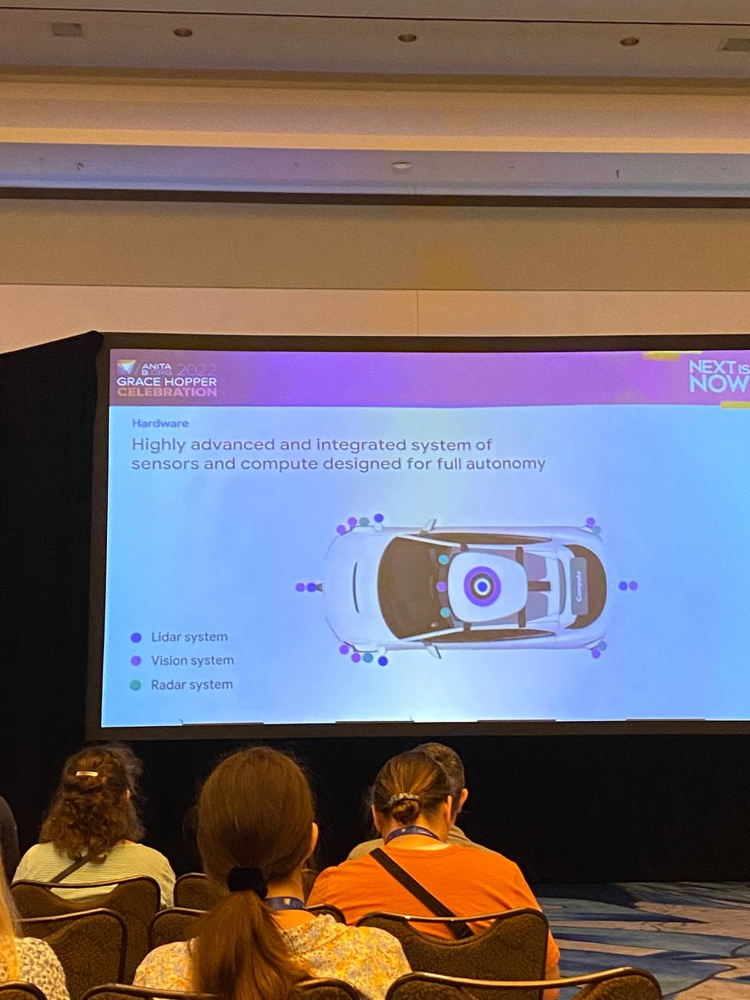 ANITA
B.ORG 2022
GRACE HOPPER
CELEBRATION
NEXT IS
NOW
Hardware
Highly advanced and integrated system of
sensors and compute designed for full autonomy
Compute
Lidar system
Vision system
Radar system